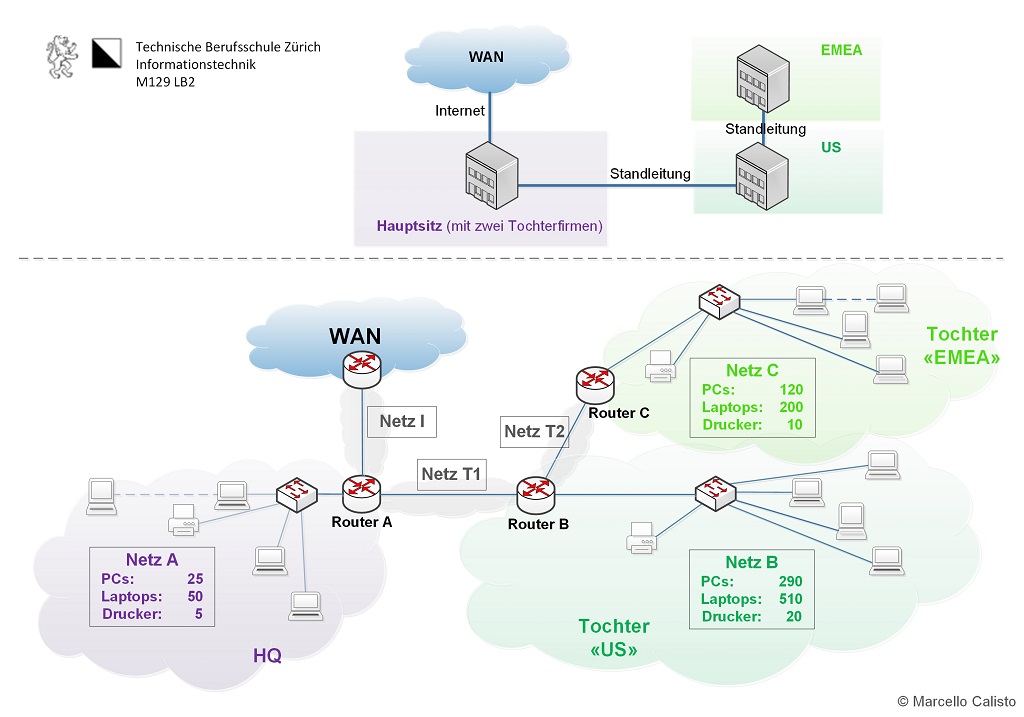 Technische Berufsschule Zürich
Informationstechnik
M129 LB2
WAN
Internet
Hauptsitz (mit zwei Tochterfirmen)
Standleitung
EMEA
Standleitung
US
WAN
Netz I
Router A
Netz T1
Router B
Netz T2
Router C
Netz A
PCs: 25
Laptops: 50
Drucker: 5
HQ
Netz C
PCs: 120
Laptops: 200
Drucker: 10
Tochter
«EMEA»
Netz B
PCs: 290
Laptops: 510
Drucker: 20
Tochter
«US»
© Marcello Calisto